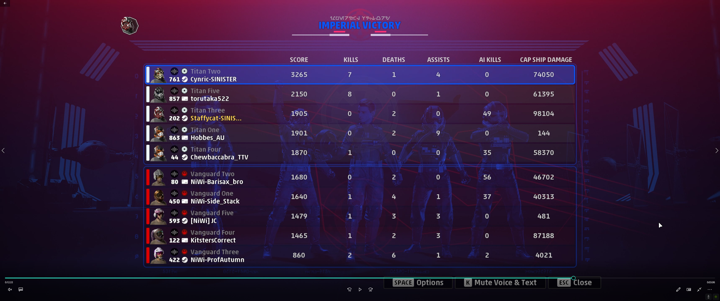 IMPERIAL VICTORY
SCORE KILLS DEATHS ASSISTS AI KILLS CAP SHIP DAMAGE
Titan Two
761 Cynric-SINISTER 3265 7 1 4 0 74050
Titan Five
857 torutaka522 2150 8 0 1 0 61395
Titan Three
202 Staffycat-SINIS... 1905 0 2 0 49 98104
Titan One
863 Hobbes_AU 1901 0 2 9 0 144
Titan Four
44 Chewbaccabra_TTV 1870 1 0 0 35 58370
Vanguard Two
80 NiWi-Barisax_bro 1680 0 2 0 56 46702
Vanguard One
450 NiWi-Side_Stack 1640 1 4 1 37 40313
Vanguard Five
593 [NiWi] JC 1479 1 3 3 0 481
Vanguard Four
122 KitstersCorrect 1465 1 2 3 0 87188
Vanguard Three
422 NiWi-ProfAutumn 860 2 6 1 2 4021
SPACE Options K Mute Voice & Text ESC Close